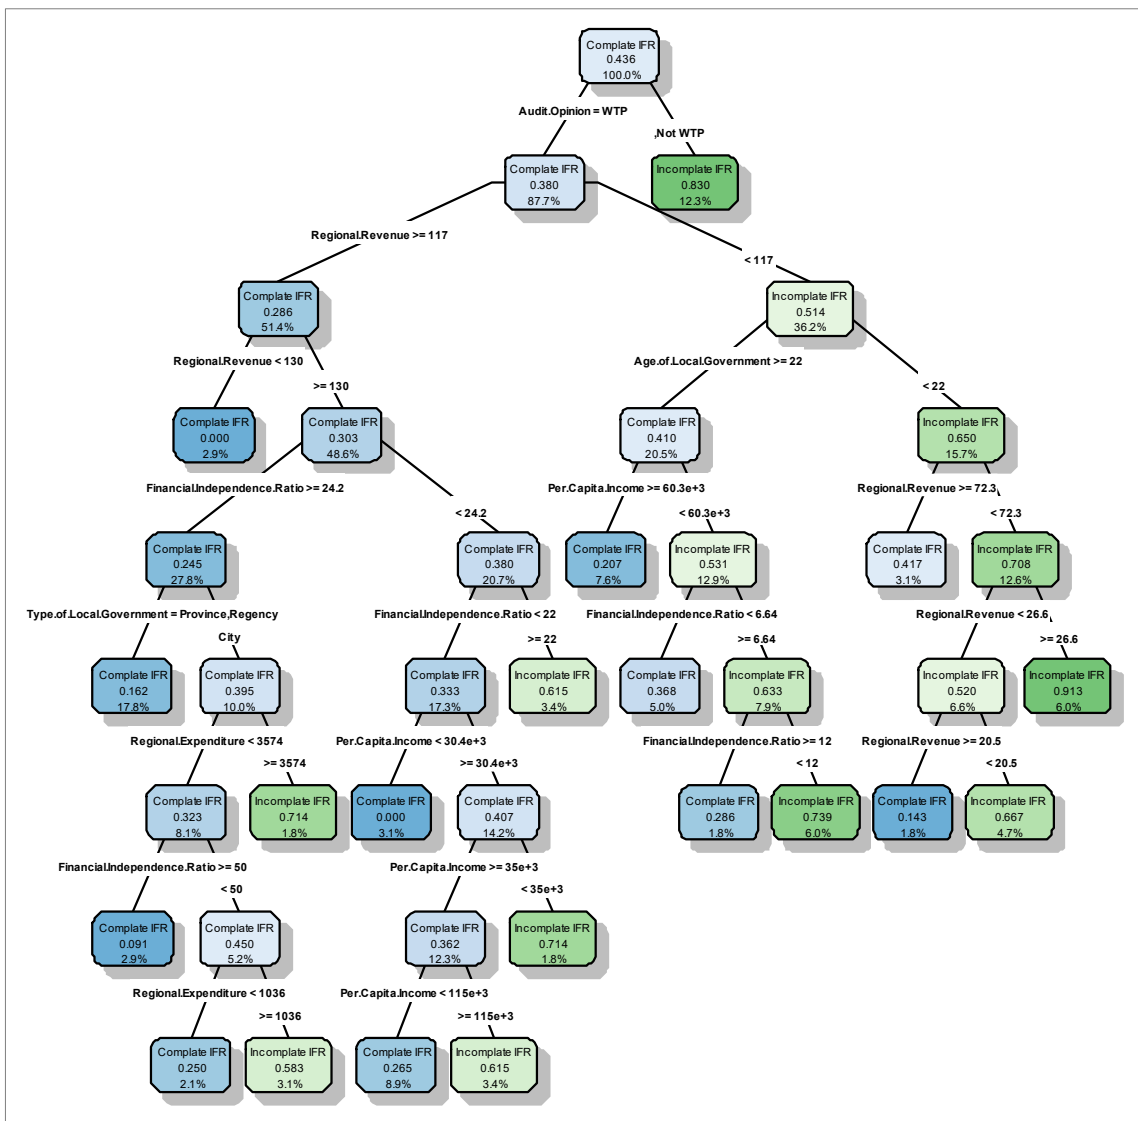 Complate IFR
0.436
100.0%
Audit.Opinion = WTP
,Not WTP
Complate IFR
0.380
87.7%
Incomplate IFR
0.830
12.3%
Regional.Revenue >= 117
< 117
Complate IFR
0.286
51.4%
Incomplate IFR
0.514
36.2%
Regional.Revenue < 130
>= 130
Age.of.Local.Government >= 22
< 22
Complate IFR
0.000
2.9%
Complate IFR
0.303
48.6%
Complate IFR
0.410
20.5%
Incomplate IFR
0.650
15.7%
Financial.Independence.Ratio >= 24.2
< 24.2
Per.Capita.Income >= 60.3e+3
< 60.3e+3
Regional.Revenue >= 72.3
< 72.3
Complate IFR
0.245
27.8%
Complate IFR
0.380
20.7%
Complate IFR
0.207
7.6%
Incomplate IFR
0.531
12.9%
Complate IFR
0.417
3.1%
Incomplate IFR
0.708
12.6%
Type.of.Local.Government = Province,Regency
City
Financial.Independence.Ratio < 22
>= 22
Financial.Independence.Ratio < 6.64
>= 6.64
Regional.Revenue < 26.6
>= 26.6
Complate IFR
0.162
17.8%
Complate IFR
0.395
10.0%
Complate IFR
0.333
17.3%
Incomplate IFR
0.615
3.4%
Complate IFR
0.368
5.0%
Incomplate IFR
0.633
7.9%
Incomplate IFR
0.520
6.6%
Incomplate IFR
0.913
6.0%
Regional.Expenditure < 3574
>= 3574
Per.Capita.Income < 30.4e+3
>= 30.4e+3
Financial.Independence.Ratio >= 12
< 12
Regional.Revenue >= 20.5
< 20.5
Complate IFR
0.323
8.1%
Incomplate IFR
0.714
1.8%
Complate IFR
0.000
3.1%
Complate IFR
0.407
14.2%
Complate IFR
0.286
1.8%
Incomplate IFR
0.739
6.0%
Complate IFR
0.143
1.8%
Incomplate IFR
0.667
4.7%
Financial.Independence.Ratio >= 50
< 50
Per.Capita.Income >= 35e+3
< 35e+3
Complate IFR
0.091
2.9%
Complate IFR
0.450
5.2%
Complate IFR
0.362
12.3%
Incomplate IFR
0.714
1.8%
Regional.Expenditure < 1036
>= 1036
Per.Capita.Income < 115e+3
>= 115e+3
Complate IFR
0.250
2.1%
Incomplate IFR
0.583
3.1%
Complate IFR
0.265
8.9%
Incomplate IFR
0.615
3.4%